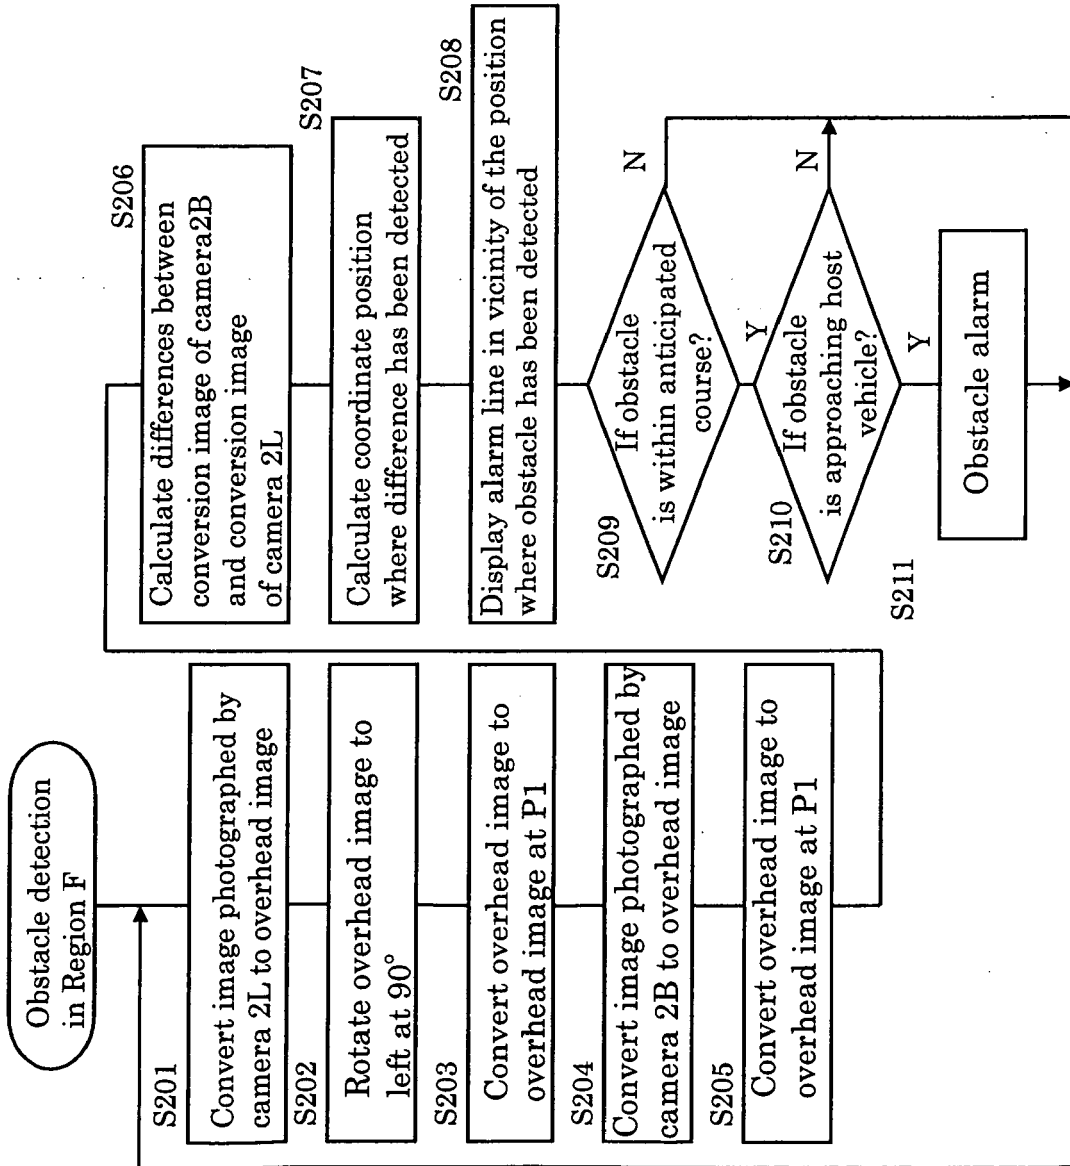 Obstacle detection
in Region F
S201
Convert image photographed by
camera 2L to overhead image
S202
Rotate overhead image to
left at 90°
S203
Convert overhead image to
overhead image at P1
S204
Convert image photographed by
camera 2B to overhead image
S205
Convert overhead image to
overhead image at P1
S206
Calculate differences between
conversion image of camera2B
and conversion image
of camera 2L
S207
Calculate coordinate position
where difference has been detected
S208
Display alarm line in vicinity of the position
where obstacle has been detected
S209
If obstacle
is within anticipated
course?
N
Y
S210
If obstacle
is approaching host
vehicle?
N
Y
S211
Obstacle alarm